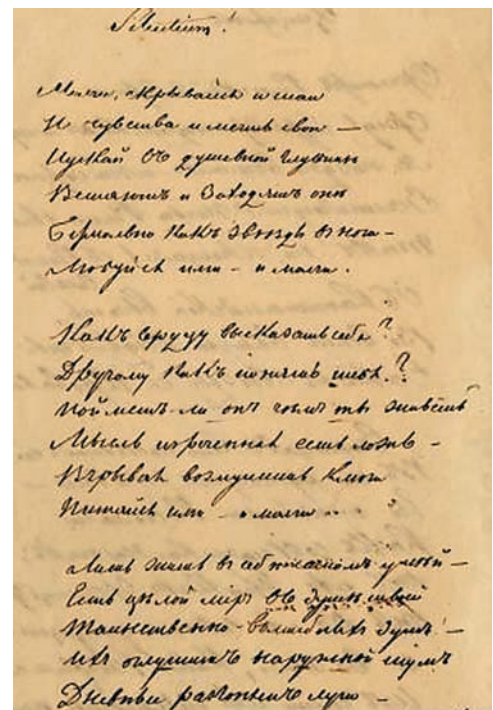 Silentium!
Молчи, скрывайся и таи
И чувства и мечты свои —
Пускай въ душевной глубинѣ
Встаютъ и заходятъ онѣ
Безмолвно какъ звѣзды въ ночи —
Любуйся ими — и молчи.
Какъ сердцу высказать себя?
Другому какъ понять тебя?
Пойметъ ли онъ чѣмъ ты живешь
Мысль изреченная есть ложь —
Взрывая возмутишь ключи
Питайся ими — и молчи ..
Лишь жить въ себѣ самомъ умѣй —
Есть цѣлой міръ въ душѣ твоей
Таинственно-волшебныхъ думъ —
Ихъ оглушитъ наружной шумъ
Дневные разгонятъ лучи —